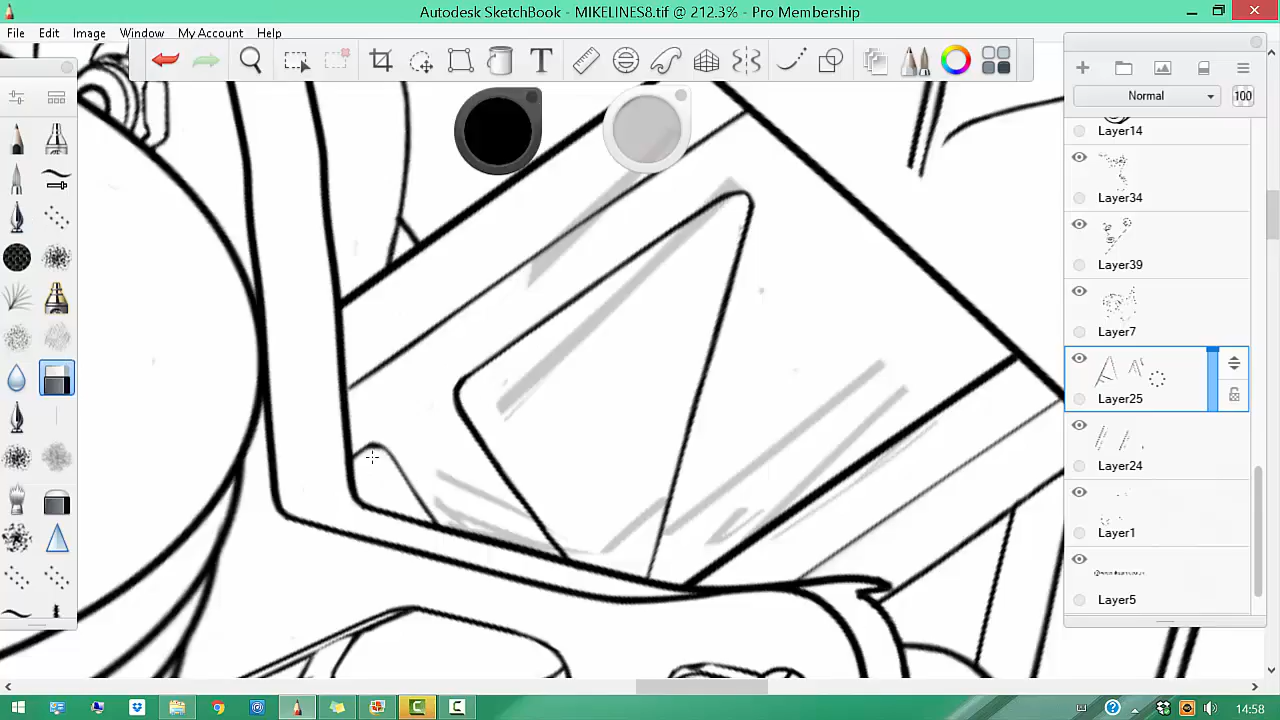 Autodesk SketchBook - MIKELINES8.tif @ 212.3% - Pro Membership
File Edit Image Window My Account Help
T
Normal
100
Layer14
Layer34
Layer39
Layer7
Layer25
Layer24
Layer1
Layer5
14:58